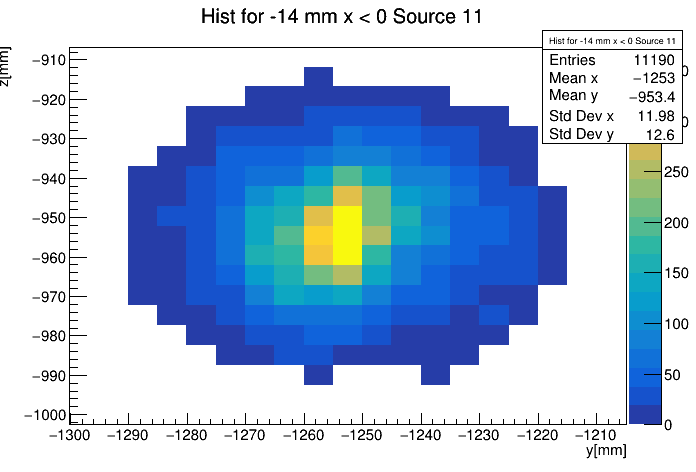 Hist for -14 mm x < 0 Source 11
z[mm]
Hist for -14 mm x < 0 Source 11
Entries 11190
Mean x −1253
Mean y −953.4
Std Dev x 11.98
Std Dev y 12.6
−910
−920
−930
−940
−950
−960
−970
−980
−990
−1000
−1300 −1290 −1280 −1270 −1260 −1250 −1240 −1230 −1220 −1210
y[mm]
250
200
150
100
50
0